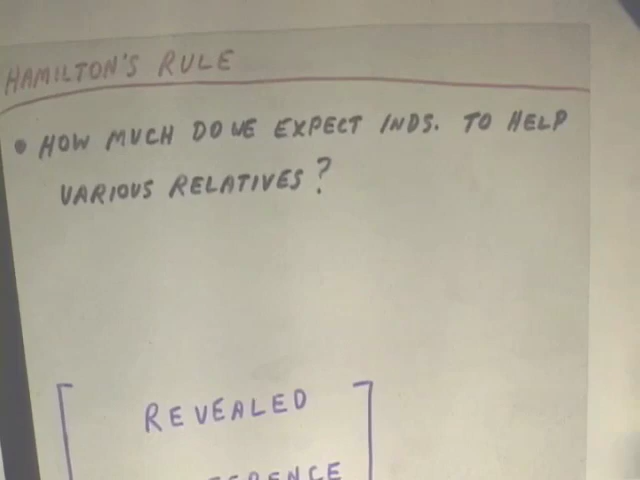 HAMILTON'S RULE
• HOW MUCH DO WE EXPECT INDS. TO HELP
VARIOUS RELATIVES?
REVEALED